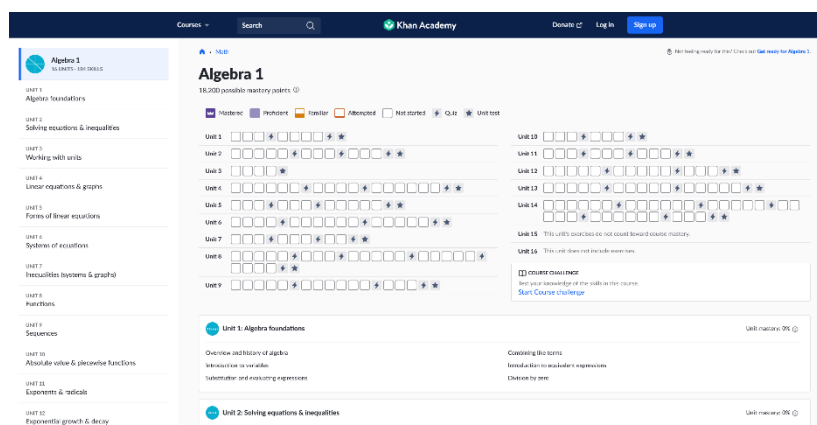 Courses
Search
Khan Academy
Donate
Log in
Sign up
Algebra 1
16 UNITS · 184 SKILLS
UNIT 1
Algebra foundations
UNIT 2
Solving equations & inequalities
UNIT 3
Working with units
UNIT 4
Linear equations & graphs
UNIT 5
Forms of linear equations
UNIT 6
Systems of equations
UNIT 7
Inequalities (systems & graphs)
UNIT 8
Functions
UNIT 9
Sequences
UNIT 10
Absolute value & piecewise functions
UNIT 11
Exponents & radicals
UNIT 12
Exponential growth & decay
Math
Not feeling ready for this? Check out Get ready for Algebra 1.
Algebra 1
18,200 possible mastery points
Mastered Proficient Familiar Attempted Not started Quiz Unit test
Unit 1
Unit 2
Unit 3
Unit 4
Unit 5
Unit 6
Unit 7
Unit 8
Unit 9
Unit 10
Unit 11
Unit 12
Unit 13
Unit 14
Unit 15 This unit's exercises do not count toward course mastery.
Unit 16 This unit does not include exercises.
COURSE CHALLENGE
Test your knowledge of the skills in this course.
Start Course challenge
Unit 1: Algebra foundations
Unit mastery: 0%
Overview and history of algebra
Introduction to variables
Substitution and evaluating expressions
Combining like terms
Introduction to equivalent expressions
Division by zero
Unit 2: Solving equations & inequalities
Unit mastery: 0%